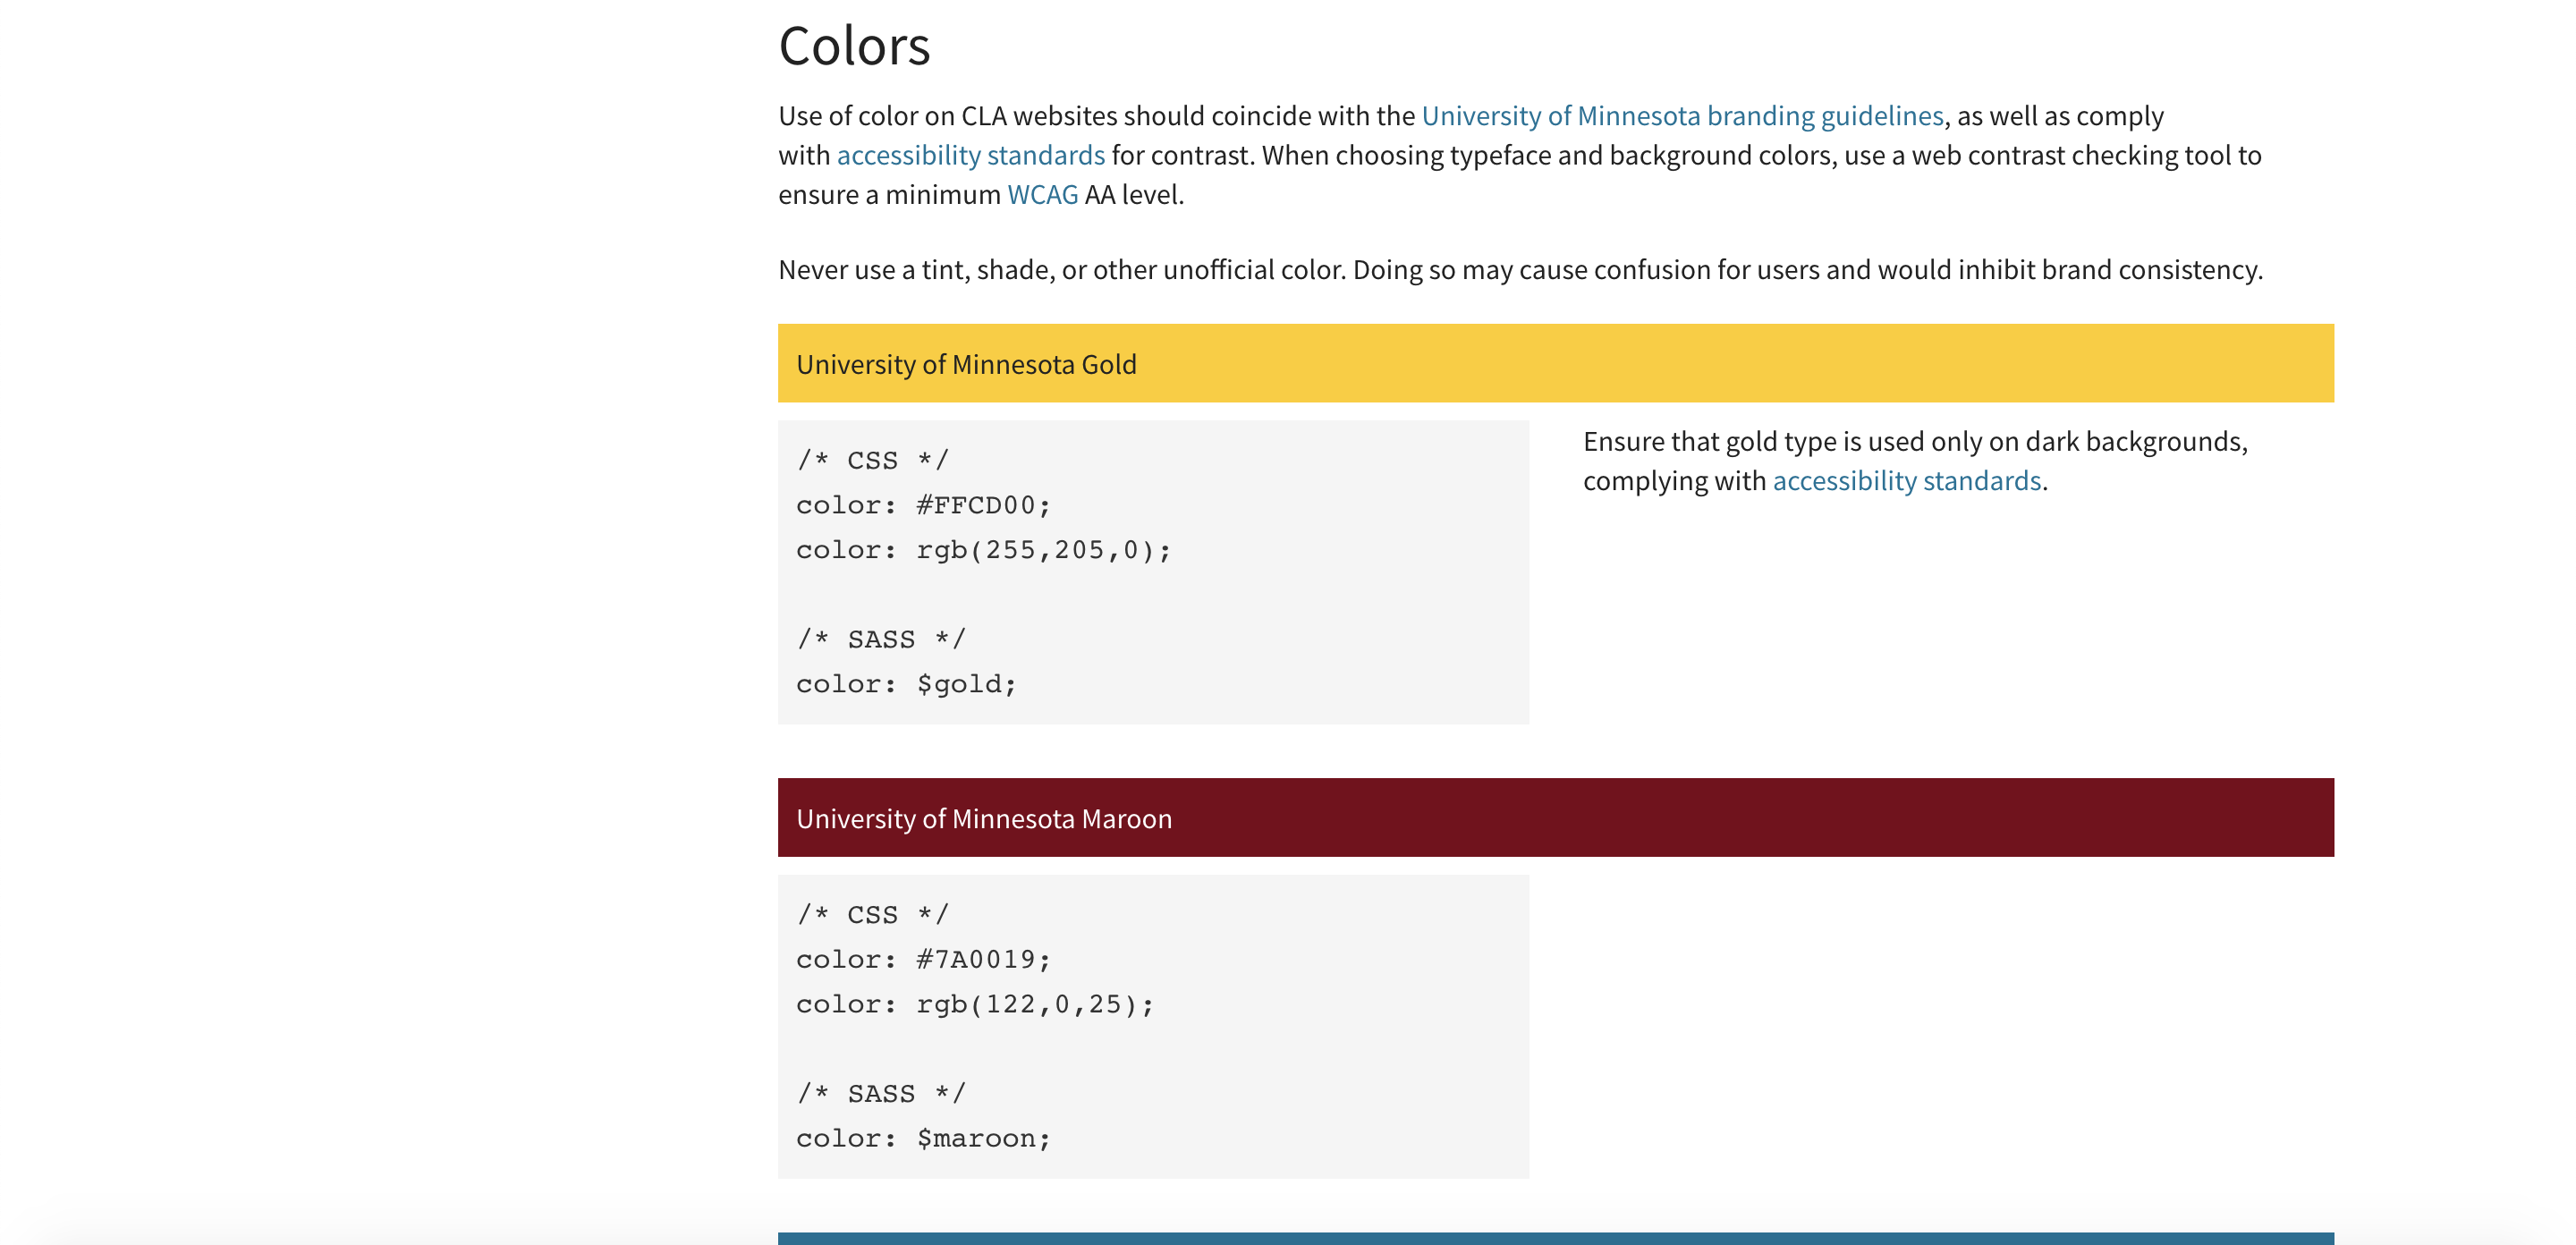 Colors
Use of color on CLA websites should coincide with the University of Minnesota branding guidelines, as well as comply
with accessibility standards for contrast. When choosing typeface and background colors, use a web contrast checking tool to
ensure a minimum WCAG AA level.
Never use a tint, shade, or other unofficial color. Doing so may cause confusion for users and would inhibit brand consistency.
University of Minnesota Gold
/* CSS */
color: #FFCD00;
color: rgb(255,205,0);
/* SASS */
color: $gold;
Ensure that gold type is used only on dark backgrounds,
complying with accessibility standards.
University of Minnesota Maroon
/* CSS */
color: #7A0019;
color: rgb(122,0,25);
/* SASS */
color: $maroon;